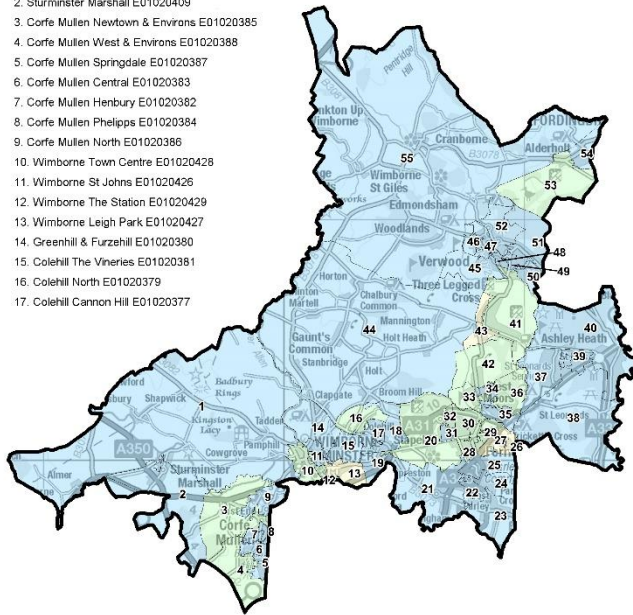 2. Sturminster Marshall E01020409
3. Corfe Mullen Newtown & Environs E01020385
4. Corfe Mullen West & Environs E01020388
5. Corfe Mullen Springdale E01020387
6. Corfe Mullen Central E01020383
7. Corfe Mullen Henbury E01020382
8. Corfe Mullen Phelipps E01020384
9. Corfe Mullen North E01020386
10. Wimborne Town Centre E01020428
11. Wimborne St Johns E01020426
12. Wimborne The Station E01020429
13. Wimborne Leigh Park E01020427
14. Greenhill & Furzehill E01020380
15. Colehill The Vineries E01020381
16. Colehill North E01020379
17. Colehill Cannon Hill E01020377
Pentridge
Hill
Cranborne
B3078
Alderholt
54
53
55
Wimborne
St Giles
Edmondsham
Woodlands
52
46
47
51
48
Verwood
45
49
50
Three Legged
Cross
Horton
Chalbury
Common
Mannington
44
Holt Heath
43
41
40
Ashley Heath
39
Gaunt's
Common
Stanbridge
Holt
42
37
Clapgate
Broom Hill
34
36
33
38
Badbury
Rings
Shapwick
1
Kingston
Lacy
Cowgrove
Pamphill
14
16
17
18
15
32
30
31
35
A31
20
29
27
26
28
11
10
12
13
19
A350
Almer
Sturminster
Marshall
2
3
9
21
22
25
24
23
Corfe
Mullen
7
8
6
4
5